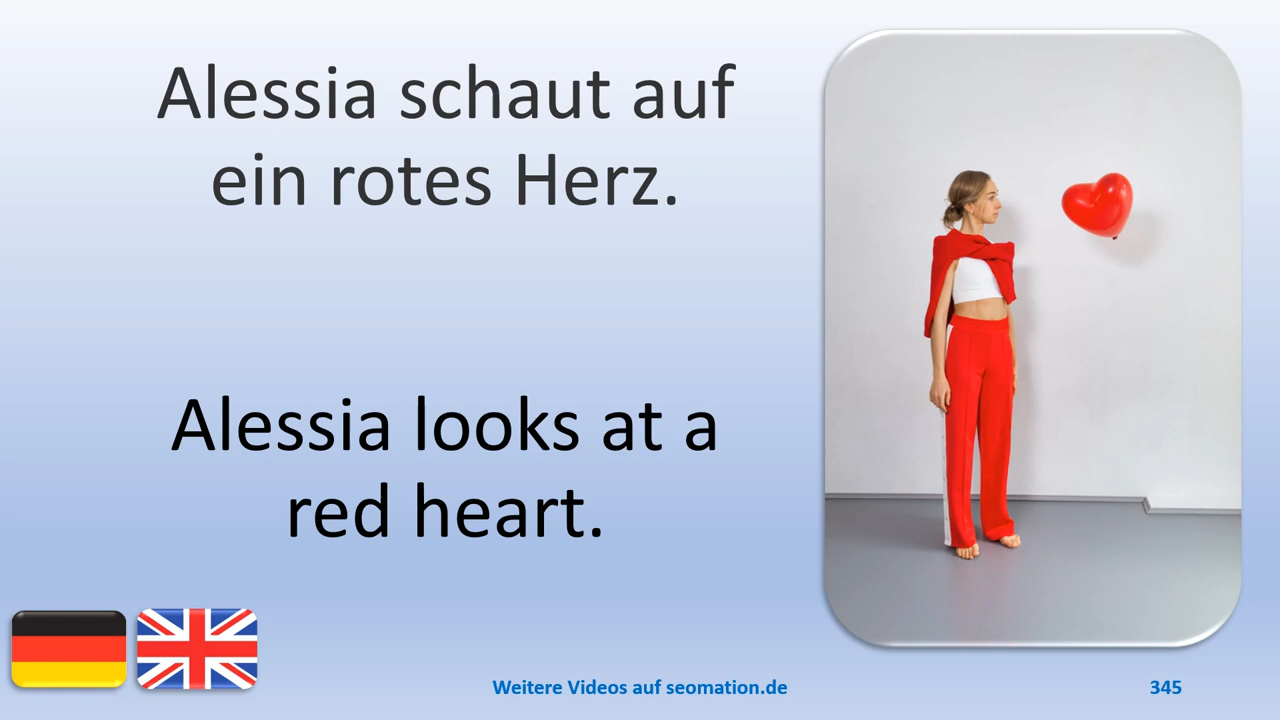 Alessia schaut auf
ein rotes Herz.
Alessia looks at a
red heart.
Weitere Videos auf seomation.de
345